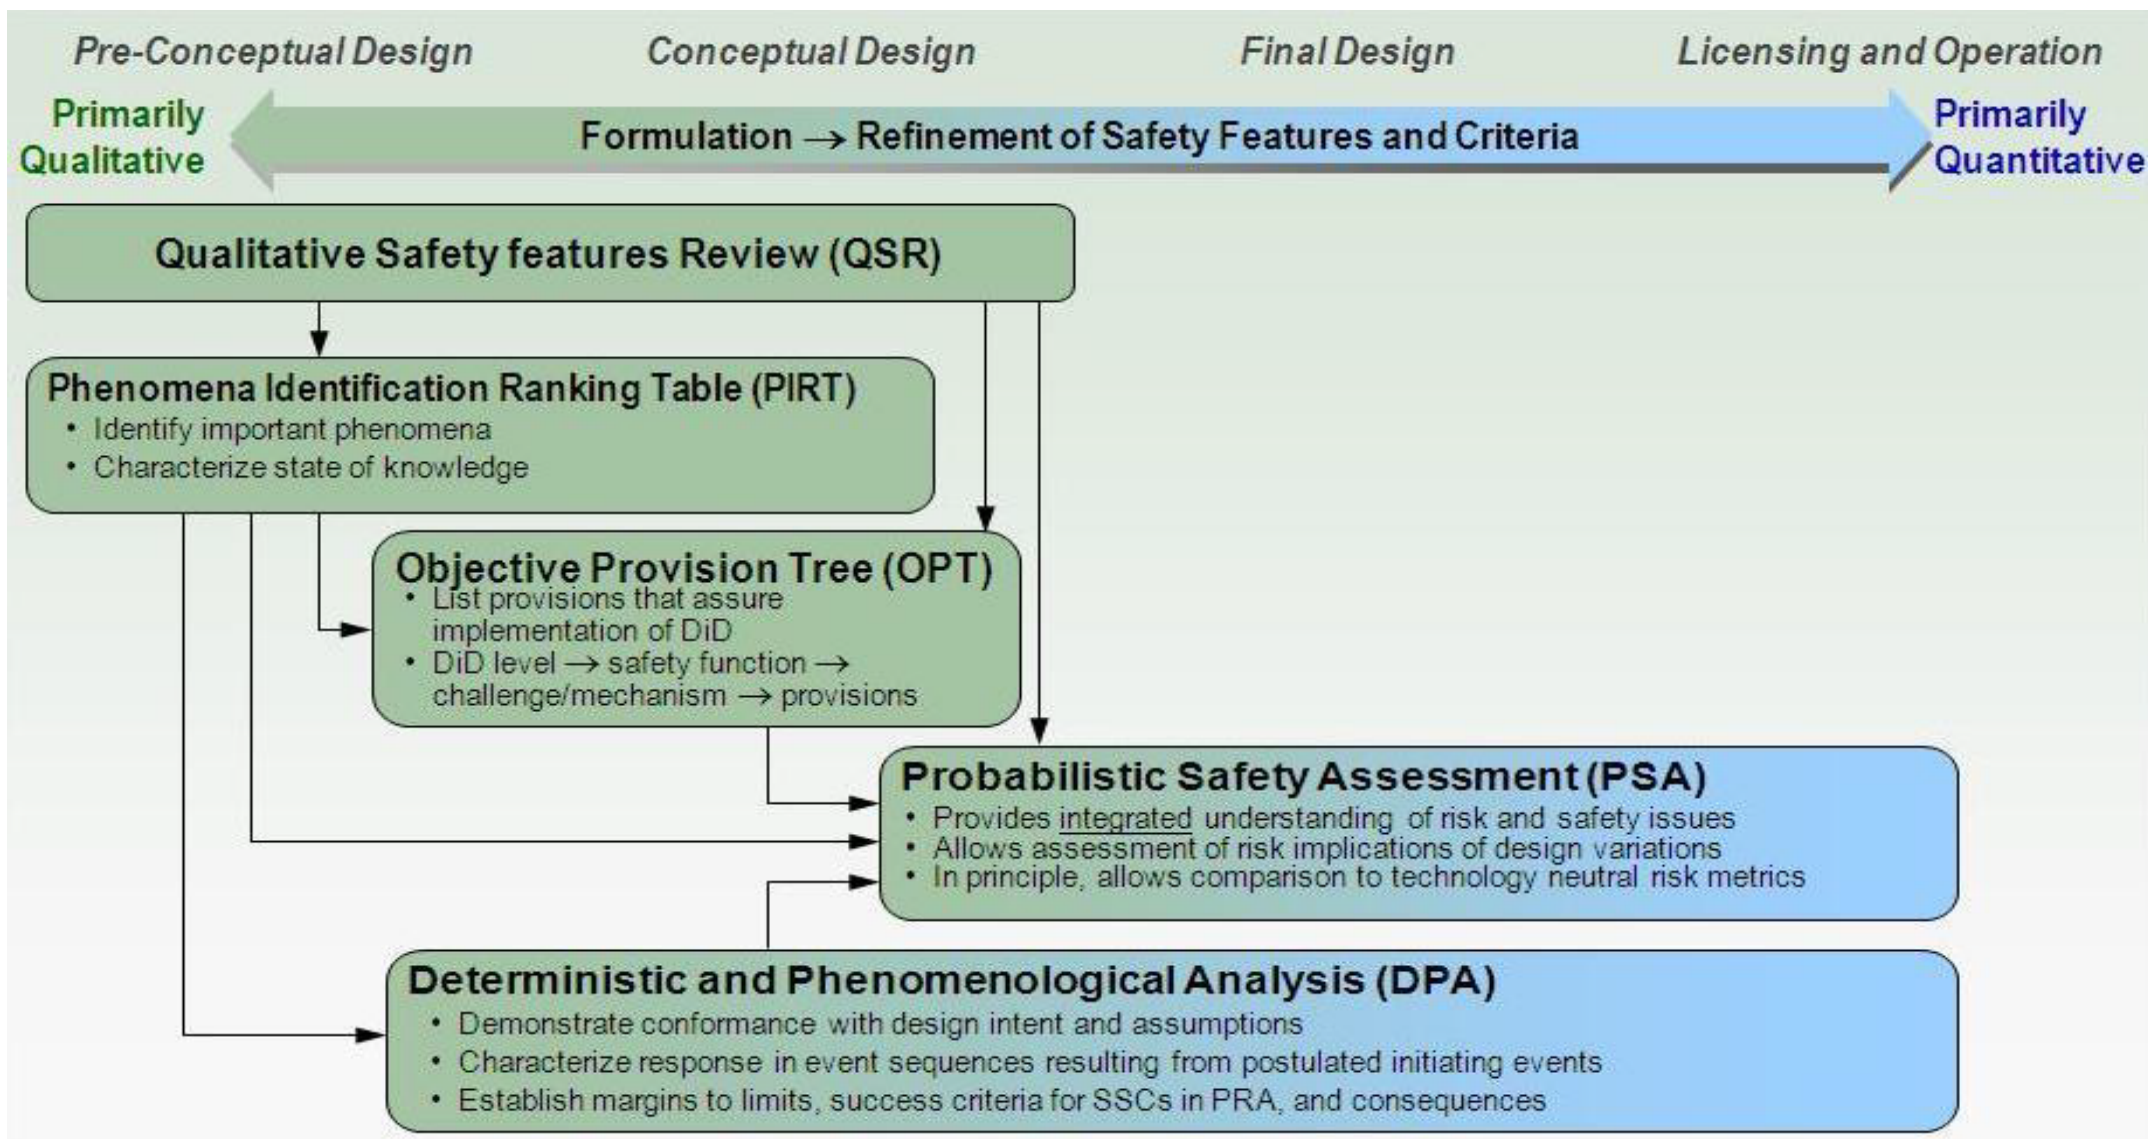 Pre-Conceptual Design
Conceptual Design
Final Design
Licensing and Operation
Primarily
Qualitative
Formulation → Refinement of Safety Features and Criteria
Primarily
Quantitative
Qualitative Safety features Review (QSR)
Phenomena Identification Ranking Table (PIRT)
• Identify important phenomena
• Characterize state of knowledge
Objective Provision Tree (OPT)
• List provisions that assure
implementation of DiD
• DiD level → safety function →
challenge/mechanism → provisions
Probabilistic Safety Assessment (PSA)
• Provides integrated understanding of risk and safety issues
• Allows assessment of risk implications of design variations
• In principle, allows comparison to technology neutral risk metrics
Deterministic and Phenomenological Analysis (DPA)
• Demonstrate conformance with design intent and assumptions
• Characterize response in event sequences resulting from postulated initiating events
• Establish margins to limits, success criteria for SSCs in PRA, and consequences